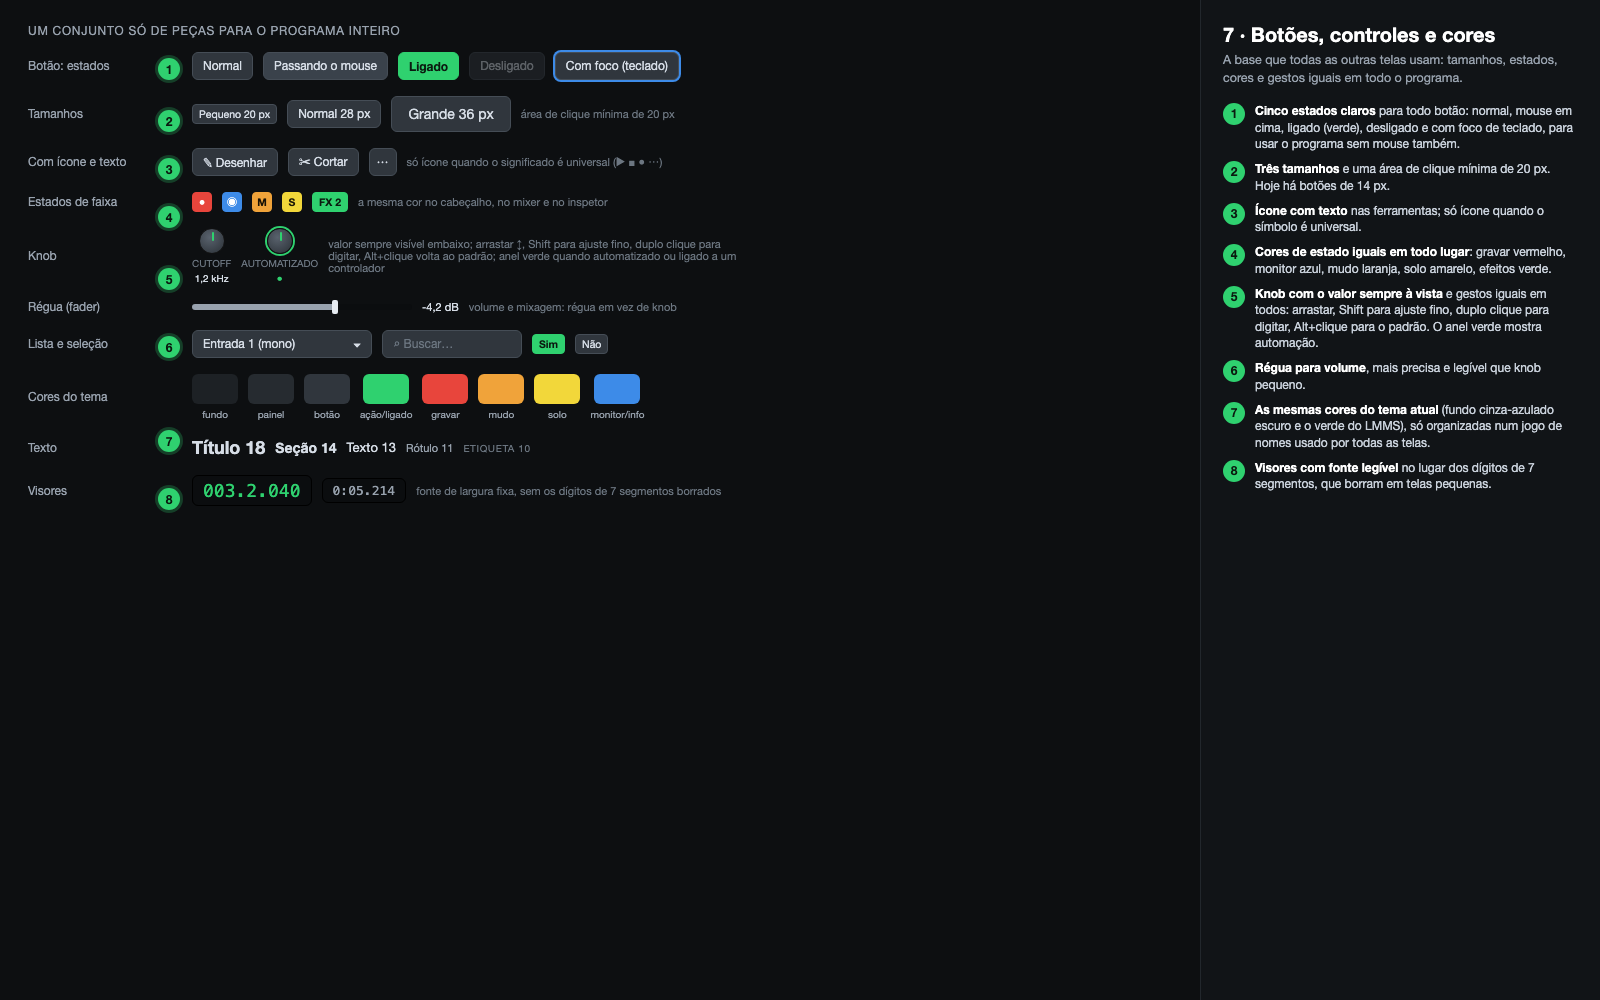 UM CONJUNTO SÓ DE PEÇAS PARA O PROGRAMA INTEIRO
Botão: estados
1
Normal
Passando o mouse
Ligado
Desligado
Com foco (teclado)
Tamanhos
2
Pequeno 20 px
Normal 28 px
Grande 36 px
área de clique mínima de 20 px
Com ícone e texto
3
✎ Desenhar
✂ Cortar
⋯
só ícone quando o significado é universal (▶ ■ ● ⋯)
Estados de faixa
4
●
◉
M
S
FX 2
a mesma cor no cabeçalho, no mixer e no inspetor
Knob
5
CUTOFF
1,2 kHz
AUTOMATIZADO
●
valor sempre visível embaixo; arrastar ↕, Shift para ajuste fino, duplo clique para
digitar, Alt+clique volta ao padrão; anel verde quando automatizado ou ligado a um
controlador
Régua (fader)
-4,2 dB
volume e mixagem: régua em vez de knob
Lista e seleção
6
Entrada 1 (mono)
⌕ Buscar…
Sim
Não
Cores do tema
fundo
painel
botão
ação/ligado
gravar
mudo
solo
monitor/info
Texto
7
Título 18
Seção 14
Texto 13
Rótulo 11
ETIQUETA 10
Visores
8
003.2.040
0:05.214
fonte de largura fixa, sem os dígitos de 7 segmentos borrados
7 · Botões, controles e cores
A base que todas as outras telas usam: tamanhos, estados,
cores e gestos iguais em todo o programa.
1
Cinco estados claros para todo botão: normal, mouse em
cima, ligado (verde), desligado e com foco de teclado, para
usar o programa sem mouse também.
2
Três tamanhos e uma área de clique mínima de 20 px.
Hoje há botões de 14 px.
3
Ícone com texto nas ferramentas; só ícone quando o
símbolo é universal.
4
Cores de estado iguais em todo lugar: gravar vermelho,
monitor azul, mudo laranja, solo amarelo, efeitos verde.
5
Knob com o valor sempre à vista e gestos iguais em
todos: arrastar, Shift para ajuste fino, duplo clique para
digitar, Alt+clique para o padrão. O anel verde mostra
automação.
6
Régua para volume, mais precisa e legível que knob
pequeno.
7
As mesmas cores do tema atual (fundo cinza-azulado
escuro e o verde do LMMS), só organizadas num jogo de
nomes usado por todas as telas.
8
Visores com fonte legível no lugar dos dígitos de 7
segmentos, que borram em telas pequenas.